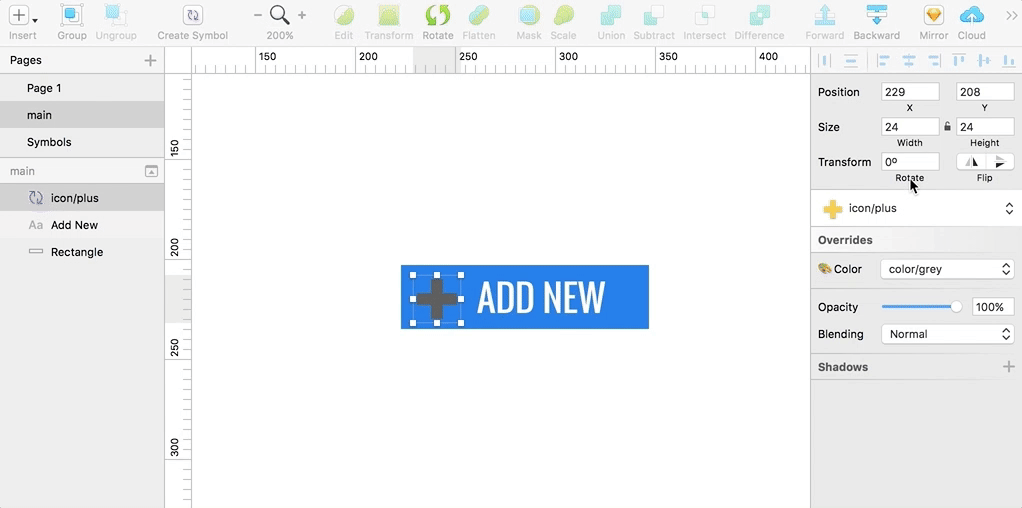 Insert Group Ungroup Create Symbol 200% Edit Transform Rotate Flatten Mask Scale Union Subtract Intersect Difference Forward Backward Mirror Cloud
Pages
Page 1
main
Symbols
main
icon/plus
Aa Add New
Rectangle
150 200 250 300 350 400
150
200
250
300
ADD NEW
Position 229 208
X Y
Size 24 24
Width Height
Transform 0º
Rotate Flip
icon/plus
Overrides
Color color/grey
Opacity 100%
Blending Normal
Shadows